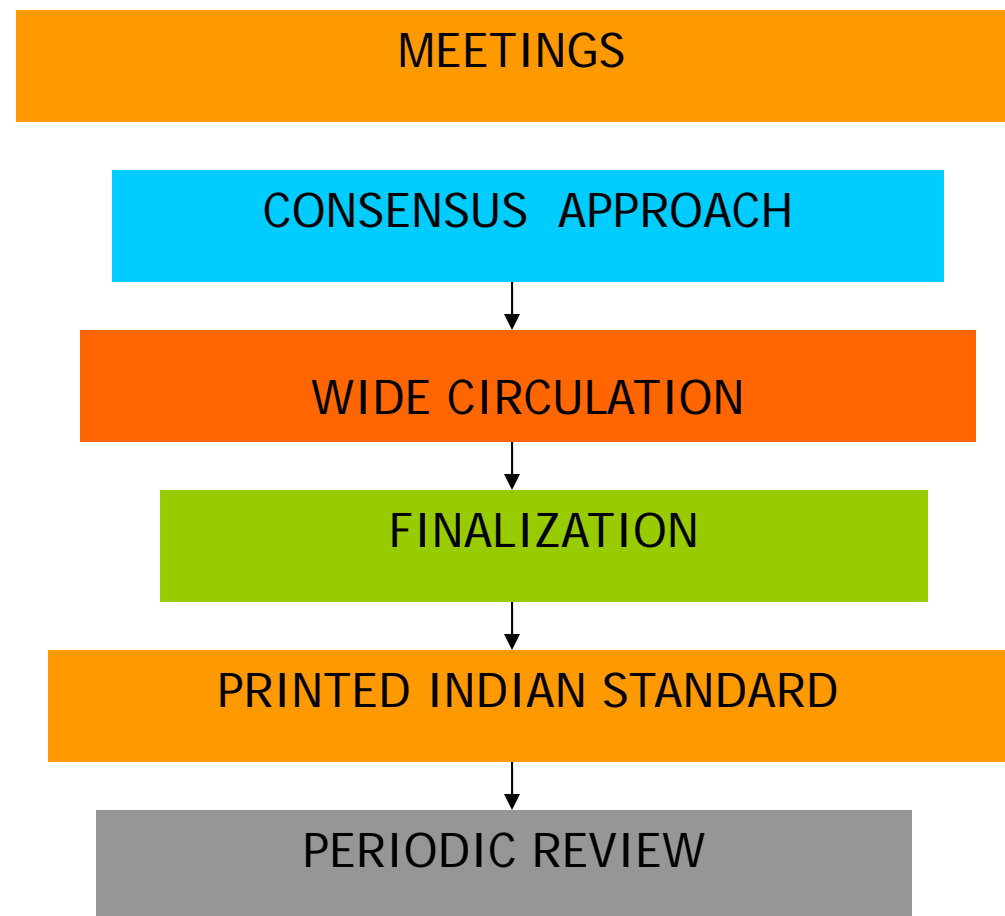 MEETINGS
CONSENSUS APPROACH
WIDE CIRCULATION
FINALIZATION
PRINTED INDIAN STANDARD
PERIODIC REVIEW